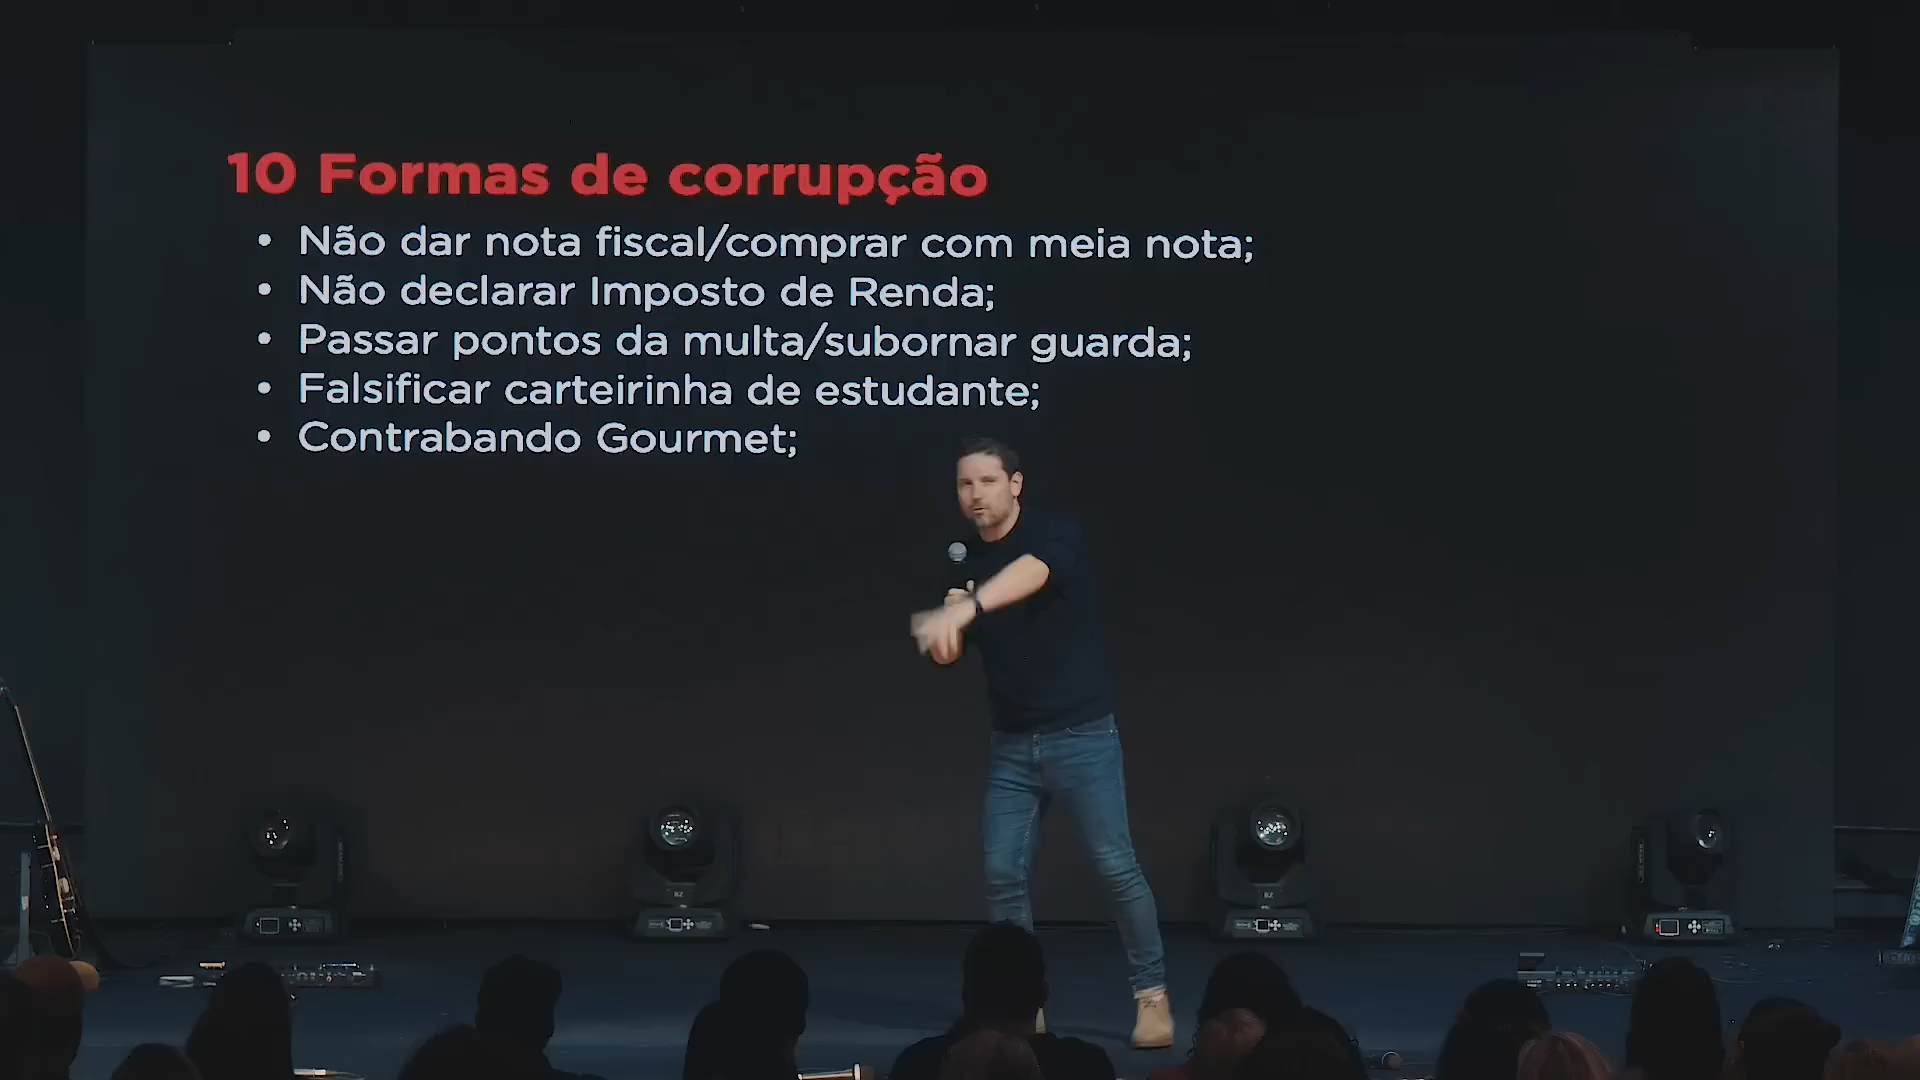 10 Formas de corrupção
• Não dar nota fiscal/comprar com meia nota;
• Não declarar Imposto de Renda;
• Passar pontos da multa/subornar guarda;
• Falsificar carteirinha de estudante;
• Contrabando Gourmet;